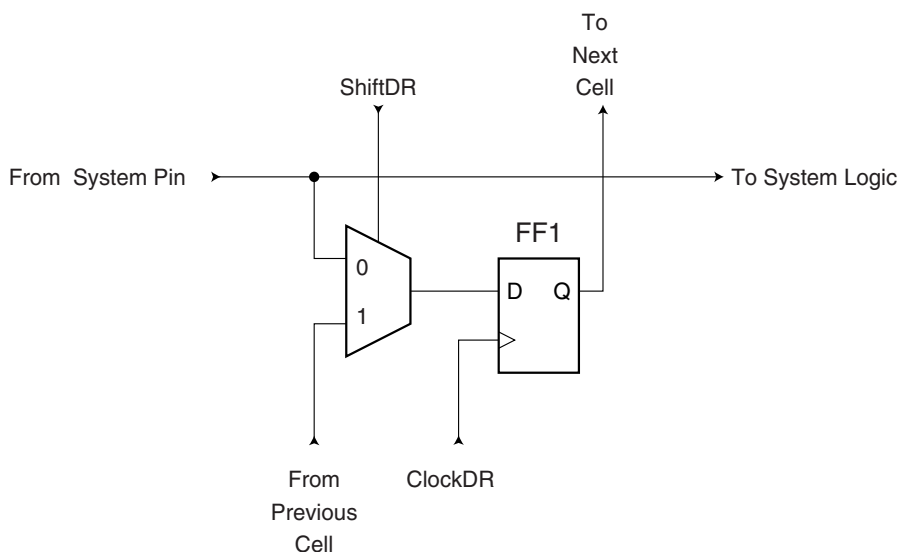 To
Next
Cell
ShiftDR
From System Pin
To System Logic
FF1
0
D Q
1
From
Previous
Cell
ClockDR